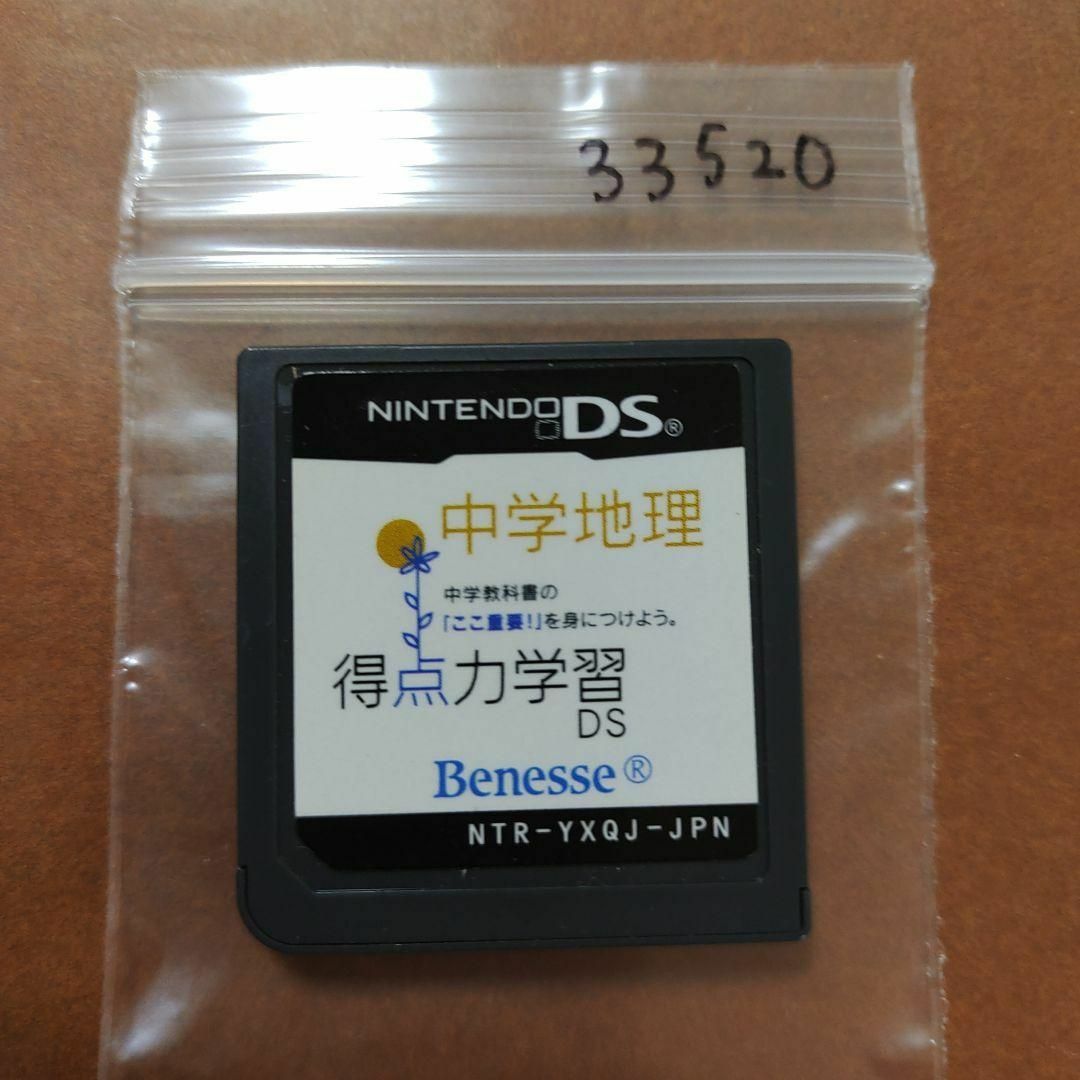 33520
NINTENDO DS®
中学地理
中学教科書の
「ここ重要!」を身につけよう。
得点力学習
DS
Benesse®
NTR-YXQJ-JPN